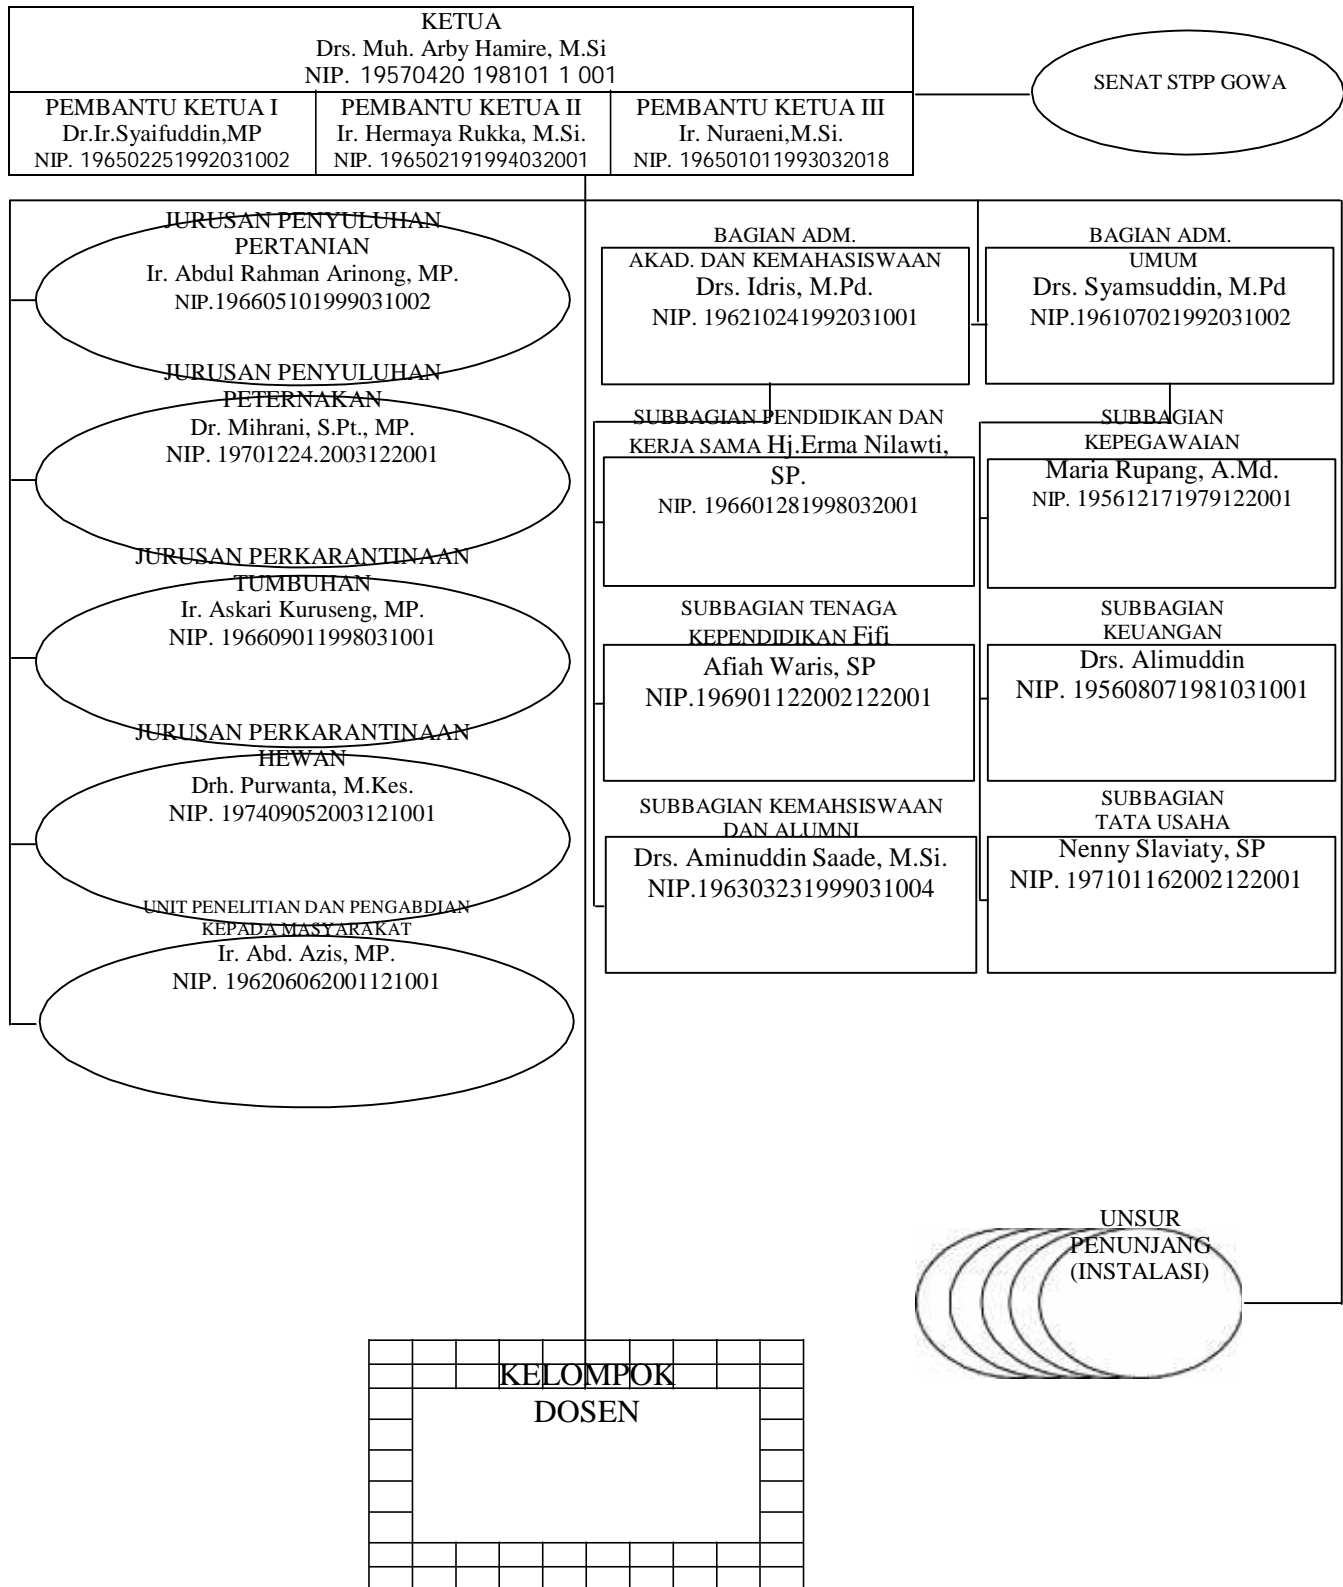 KETUA
Drs. Muh. Arby Hamire, M.Si
NIP. 19570420 198101 1 001
PEMBANTU KETUA I
Dr.Ir.Syaifuddin,MP
NIP. 196502251992031002
PEMBANTU KETUA II
Ir. Hermaya Rukka, M.Si.
NIP. 196502191994032001
PEMBANTU KETUA III
Ir. Nuraeni,M.Si.
NIP. 196501011993032018
SENAT STPP GOWA
JURUSAN PENYULUHAN
PERTANIAN
Ir. Abdul Rahman Arinong, MP.
NIP.196605101999031002
JURUSAN PENYULUHAN
PETERNAKAN
Dr. Mihrani, S.Pt., MP.
NIP. 19701224.2003122001
JURUSAN PERKARANTINAAN
TUMBUHAN
Ir. Askari Kuruseng, MP.
NIP. 196609011998031001
JURUSAN PERKARANTINAAN
HEWAN
Drh. Purwanta, M.Kes.
NIP. 197409052003121001
UNIT PENELITIAN DAN PENGABDIAN
KEPADA MASYARAKAT
Ir. Abd. Azis, MP.
NIP. 196206062001121001
BAGIAN ADM.
AKAD. DAN KEMAHASISWAAN
Drs. Idris, M.Pd.
NIP. 196210241992031001
SUBBAGIAN PENDIDIKAN DAN
KERJA SAMA Hj.Erma Nilawti,
SP.
NIP. 196601281998032001
SUBBAGIAN TENAGA
KEPENDIDIKAN Fifi
Afiah Waris, SP
NIP.196901122002122001
SUBBAGIAN KEMAHSISWAAN
DAN ALUMNI
Drs. Aminuddin Saade, M.Si.
NIP.196303231999031004
BAGIAN ADM.
UMUM
Drs. Syamsuddin, M.Pd
NIP.196107021992031002
SUBBAGIAN
KEPEGAWAIAN
Maria Rupang, A.Md.
NIP. 195612171979122001
SUBBAGIAN
KEUANGAN
Drs. Alimuddin
NIP. 195608071981031001
SUBBAGIAN
TATA USAHA
Nenny Slaviaty, SP
NIP. 197101162002122001
UNSUR
PENUNJANG
(INSTALASI)
KELOMPOK
DOSEN